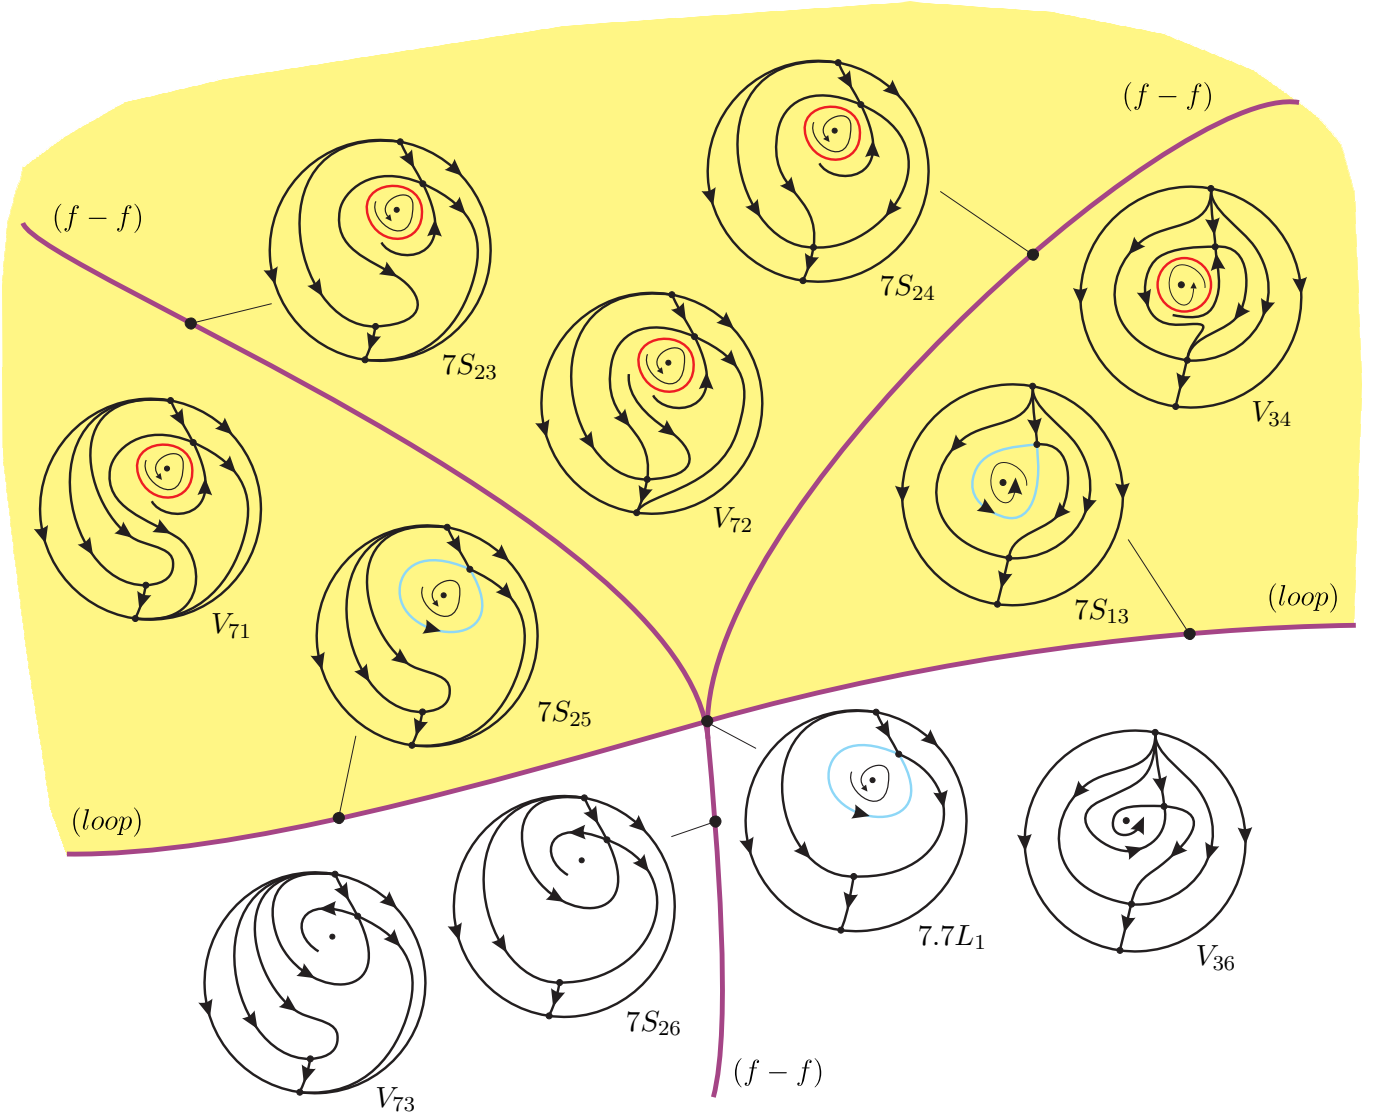 (f − f)
(f − f)
7S₂₄
7S₂₃
V₃₄
V₇₂
(loop)
7S₁₃
V₇₁
7S₂₅
(loop)
7.7L₁
V₃₆
7S₂₆
(f − f)
V₇₃